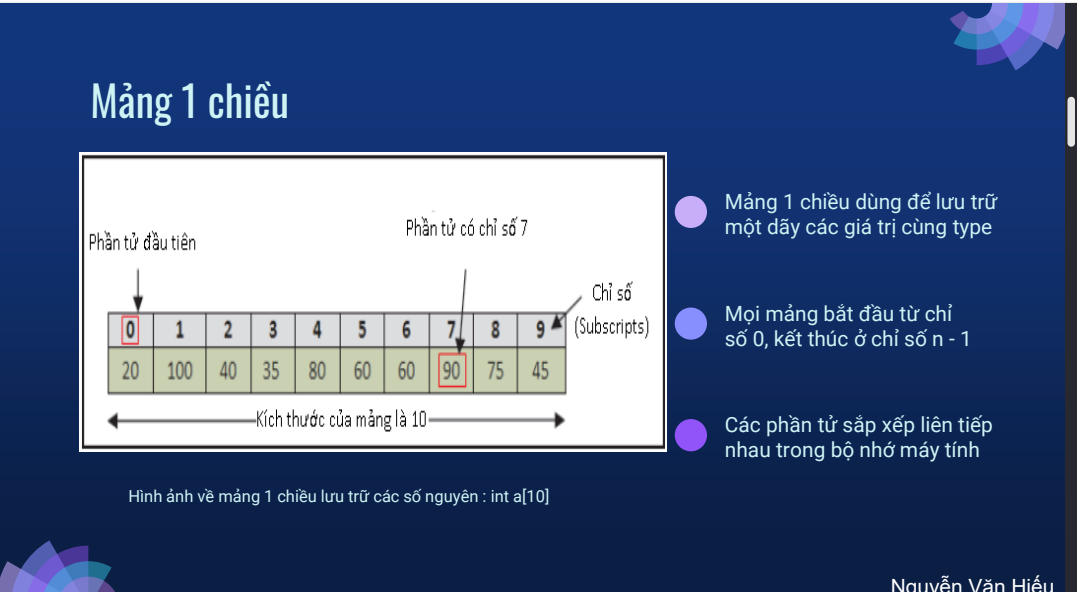 Mảng 1 chiều
Phần tử đầu tiên
Phần tử có chỉ số 7
Chỉ số
(Subscripts)
0 1 2 3 4 5 6 7 8 9
20 100 40 35 80 60 60 90 75 45
Kích thước của mảng là 10
Hình ảnh về mảng 1 chiều lưu trữ các số nguyên : int a[10]
Mảng 1 chiều dùng để lưu trữ
một dãy các giá trị cùng type
Mọi mảng bắt đầu từ chỉ
số 0, kết thúc ở chỉ số n - 1
Các phần tử sắp xếp liên tiếp
nhau trong bộ nhớ máy tính
Nguyễn Văn Hiếu